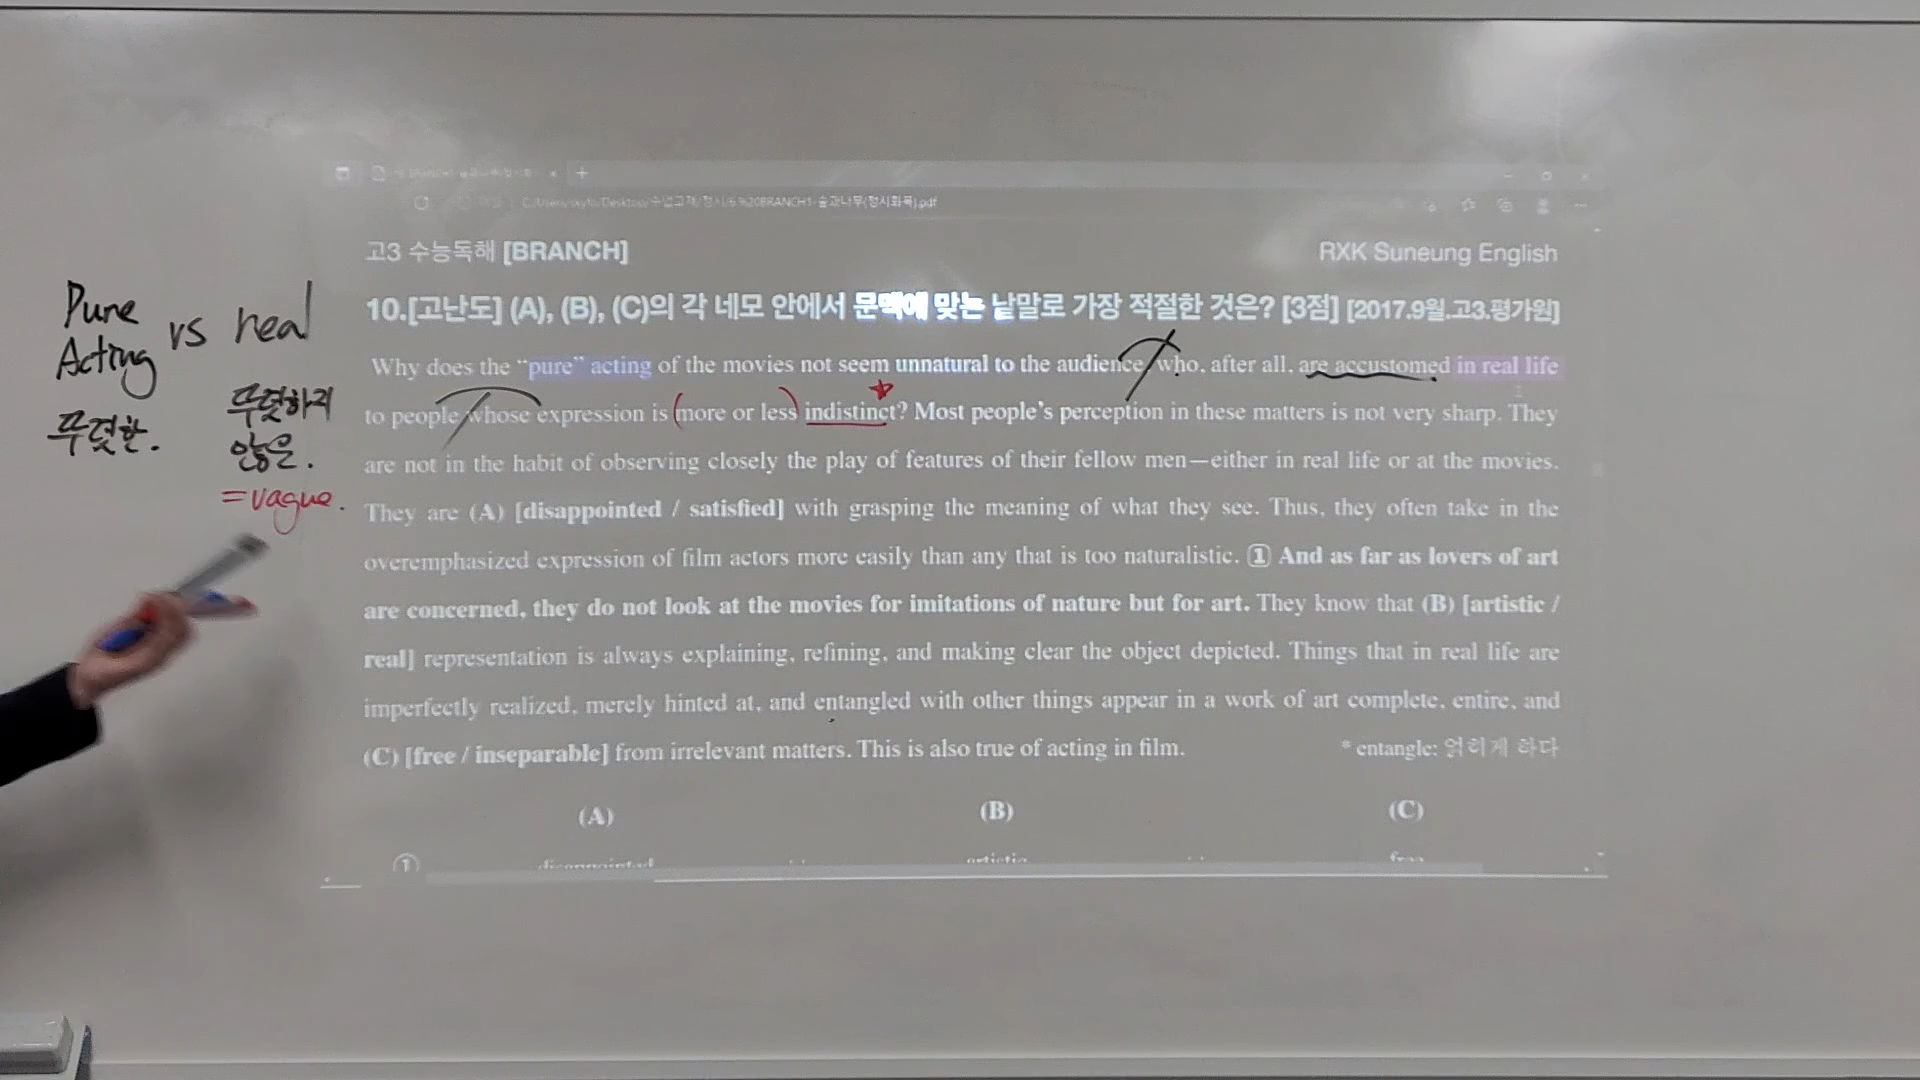 고3 수능독해 [BRANCH]
RXK Suneung English
10.[고난도] (A), (B), (C)의 각 네모 안에서 문맥에 맞는 낱말로 가장 적절한 것은? [3점] [2017.9월.고3.평가원]
Why does the “pure” acting of the movies not seem unnatural to the audience who, after all, are accustomed in real life
to people whose expression is (more or less) indistinct? Most people’s perception in these matters is not very sharp. They
are not in the habit of observing closely the play of features of their fellow men—either in real life or at the movies.
They are (A) [disappointed / satisfied] with grasping the meaning of what they see. Thus, they often take in the
overemphasized expression of film actors more easily than any that is too naturalistic. ① And as far as lovers of art
are concerned, they do not look at the movies for imitations of nature but for art. They know that (B) [artistic /
real] representation is always explaining, refining, and making clear the object depicted. Things that in real life are
imperfectly realized, merely hinted at, and entangled with other things appear in a work of art complete, entire, and
(C) [free / inseparable] from irrelevant matters. This is also true of acting in film.
* entangle: 얽히게 하다
(A) (B) (C)
①
Pure
Acting
vs real
뚜렷한.
뚜렷하지
않은.
=vague.